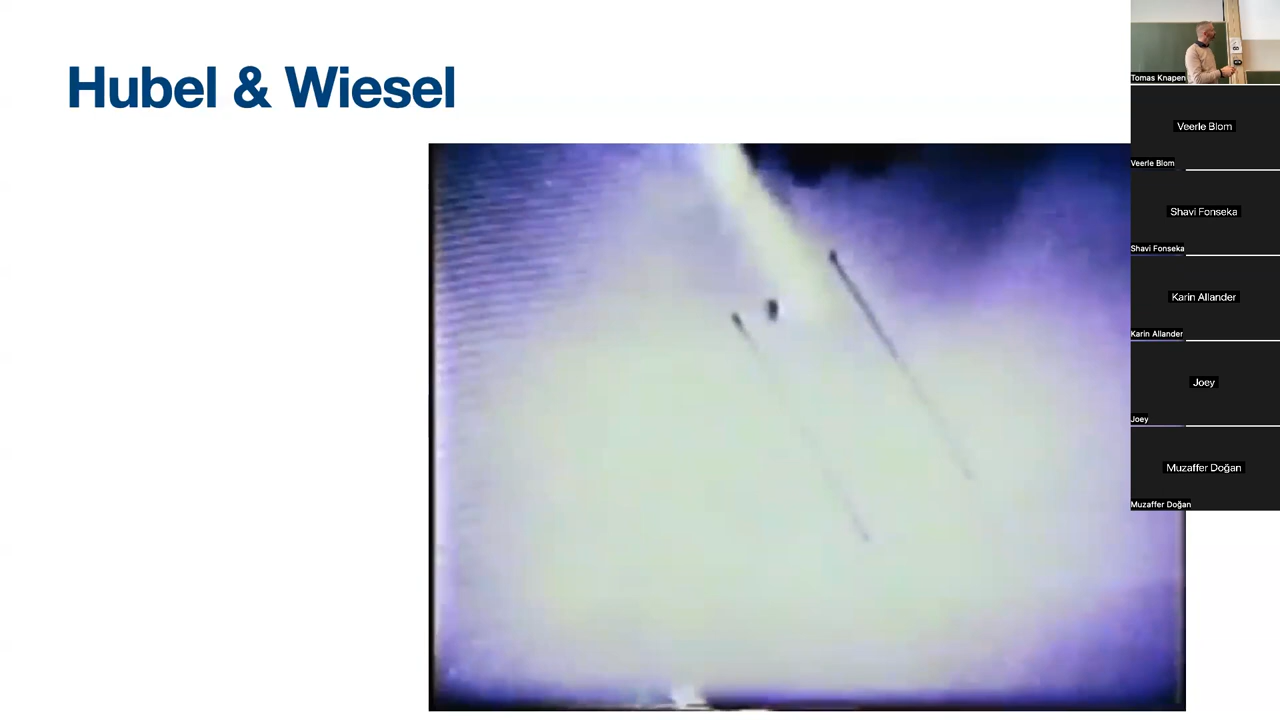 Hubel & Wiesel
Tomas Knapen
Veerle Blom
Veerle Blom
Shavi Fonseka
Shavi Fonseka
Karin Allander
Karin Allander
Joey
Joey
Muzaffer Doğan
Muzaffer Doğan